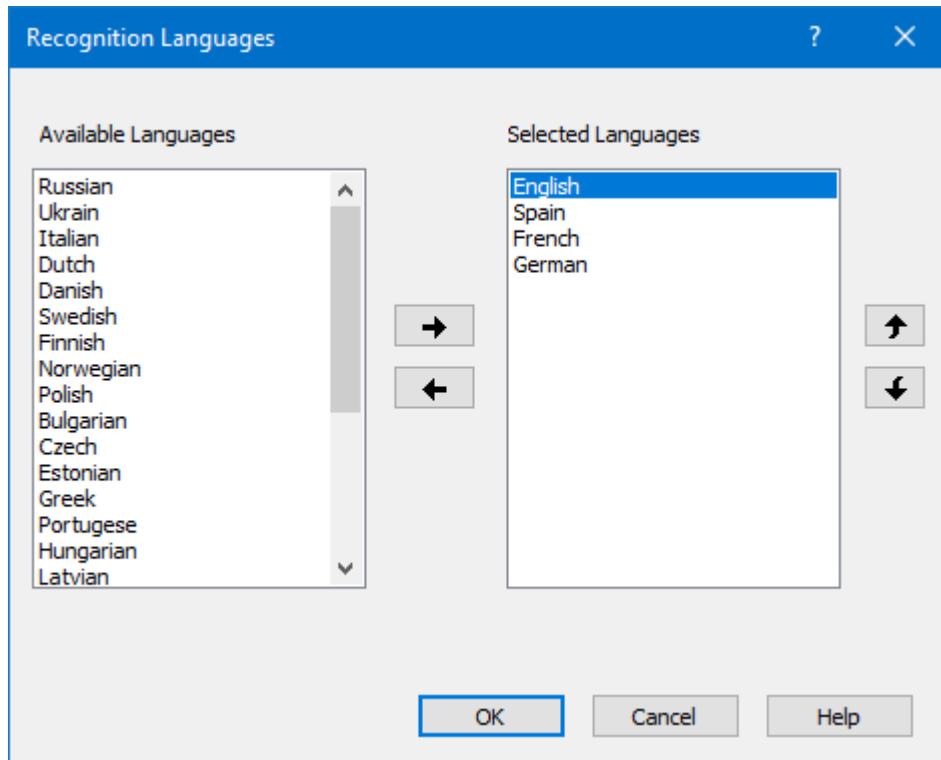 Recognition Languages
?
Available Languages
Russian
Ukrain
Italian
Dutch
Danish
Swedish
Finnish
Norwegian
Polish
Bulgarian
Czech
Estonian
Greek
Portugese
Hungarian
Latvian
Selected Languages
English
Spain
French
German
OK
Cancel
Help